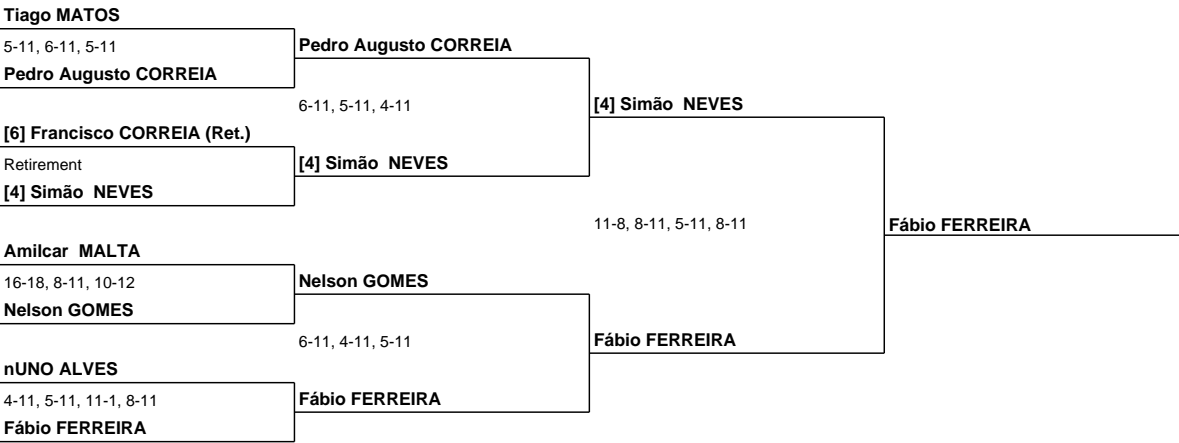 Tiago MATOS
5-11, 6-11, 5-11
Pedro Augusto CORREIA
Pedro Augusto CORREIA
6-11, 5-11, 4-11
[4] Simão  NEVES
[6] Francisco CORREIA (Ret.)
Retirement
[4] Simão  NEVES
[4] Simão  NEVES
11-8, 8-11, 5-11, 8-11
Fábio FERREIRA
Amilcar  MALTA
16-18, 8-11, 10-12
Nelson GOMES
Nelson GOMES
6-11, 4-11, 5-11
Fábio FERREIRA
nUNO ALVES
4-11, 5-11, 11-1, 8-11
Fábio FERREIRA
Fábio FERREIRA